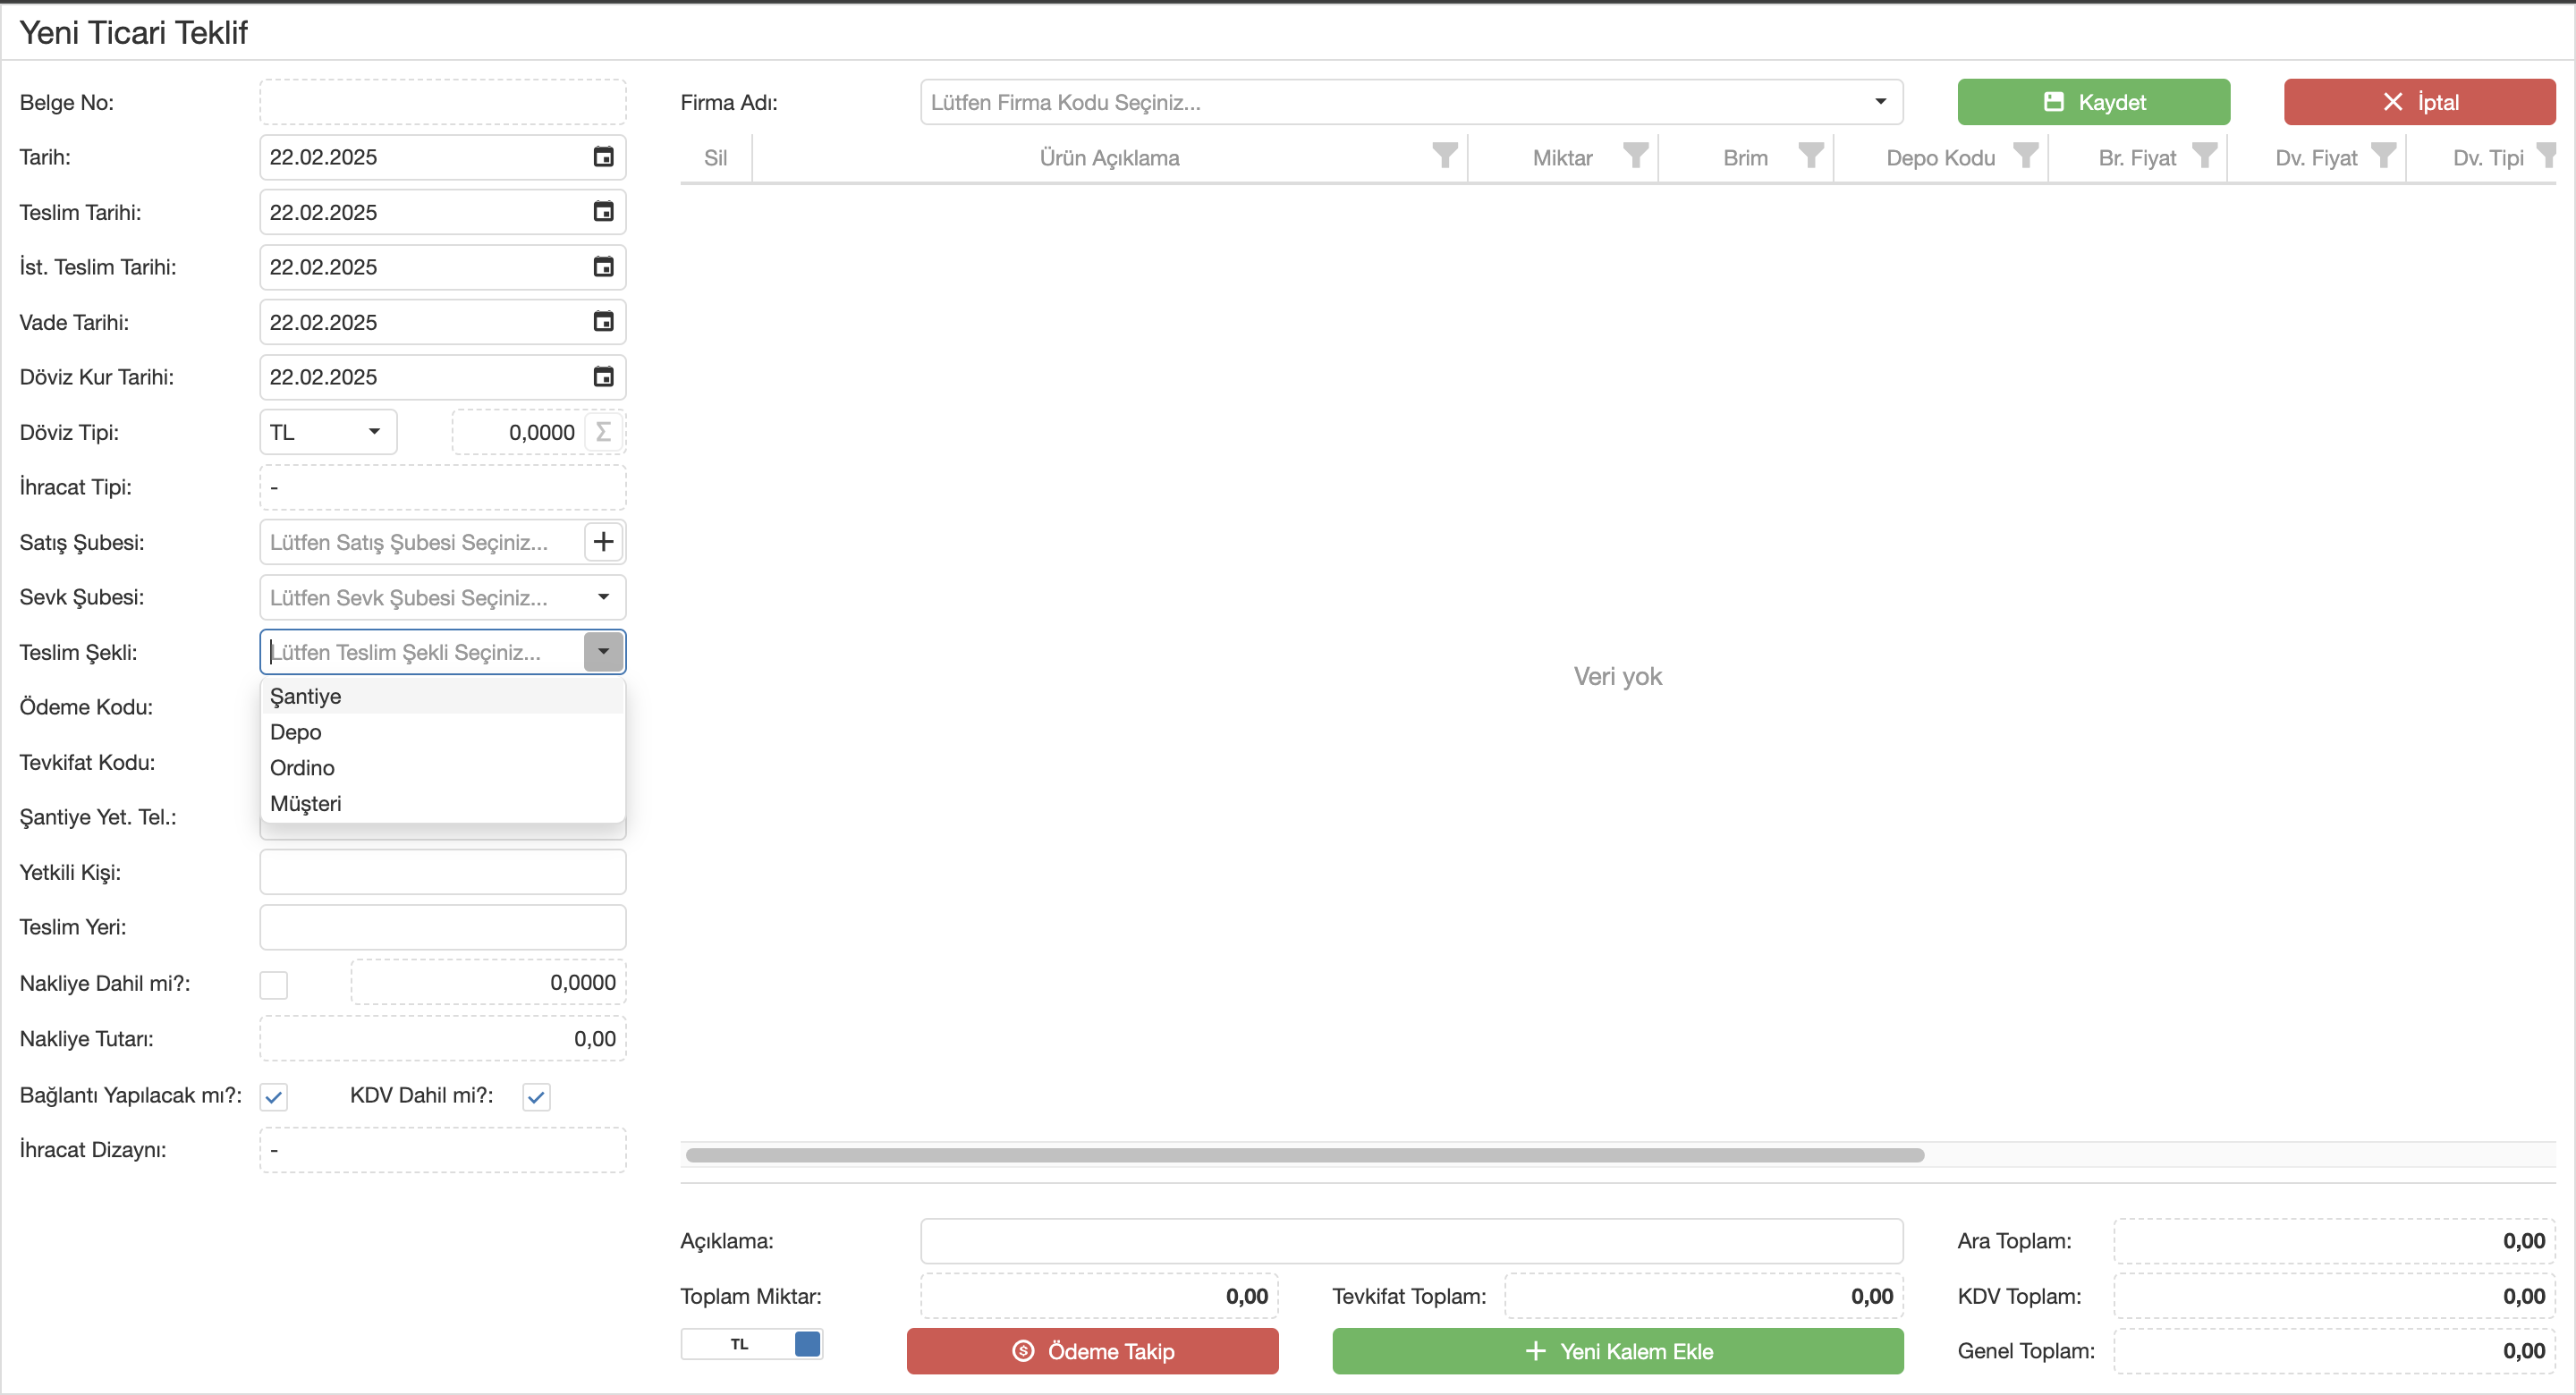 Yeni Ticari Teklif
Belge No:
Tarih: 22.02.2025
Teslim Tarihi: 22.02.2025
İst. Teslim Tarihi: 22.02.2025
Vade Tarihi: 22.02.2025
Döviz Kur Tarihi: 22.02.2025
Döviz Tipi: TL 0,0000 Σ
İhracat Tipi: -
Satış Şubesi: Lütfen Satış Şubesi Seçiniz...
Sevk Şubesi: Lütfen Sevk Şubesi Seçiniz...
Teslim Şekli: Lütfen Teslim Şekli Seçiniz...
Şantiye
Depo
Ordino
Müşteri
Ödeme Kodu:
Tevkifat Kodu:
Şantiye Yet. Tel.:
Yetkili Kişi:
Teslim Yeri:
Nakliye Dahil mi?: 0,0000
Nakliye Tutarı: 0,00
Bağlantı Yapılacak mı?: KDV Dahil mi?:
İhracat Dizaynı: -
Firma Adı: Lütfen Firma Kodu Seçiniz... Kaydet İptal
Sil Ürün Açıklama Miktar Brim Depo Kodu Br. Fiyat Dv. Fiyat Dv. Tipi
Veri yok
Açıklama: Ara Toplam: 0,00
Toplam Miktar: 0,00 Tevkifat Toplam: 0,00 KDV Toplam: 0,00
TL Ödeme Takip Yeni Kalem Ekle Genel Toplam: 0,00